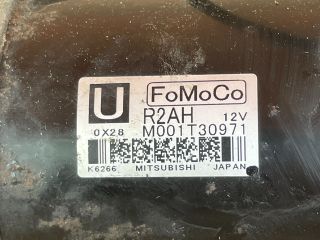 U FoMoCo
R2AH 12V
0X28 M001T30971
K6266 MITSUBISHI JAPAN